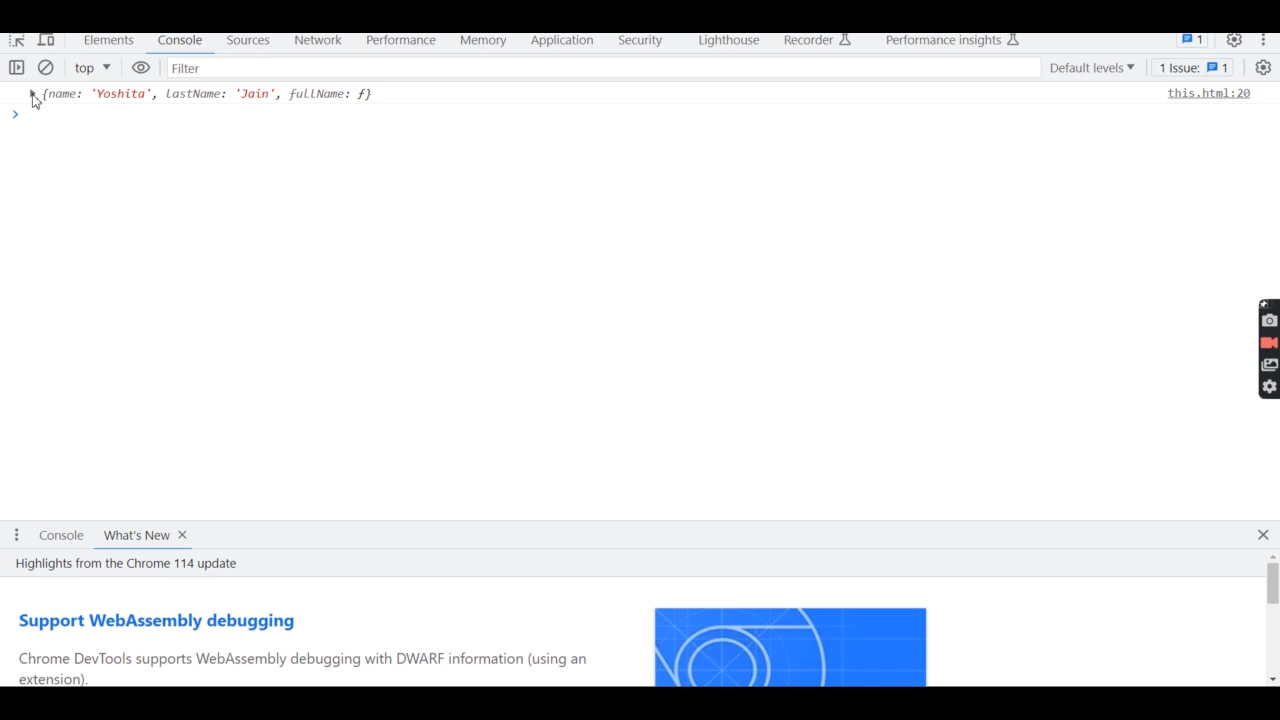 Elements Console Sources Network Performance Memory Application Security Lighthouse Recorder Performance insights 1
top Filter Default levels 1 Issue: 1
{name: 'Yoshita', lastName: 'Jain', fullName: ƒ} this.html:20
Console What's New
Highlights from the Chrome 114 update
Support WebAssembly debugging
Chrome DevTools supports WebAssembly debugging with DWARF information (using an
extension).